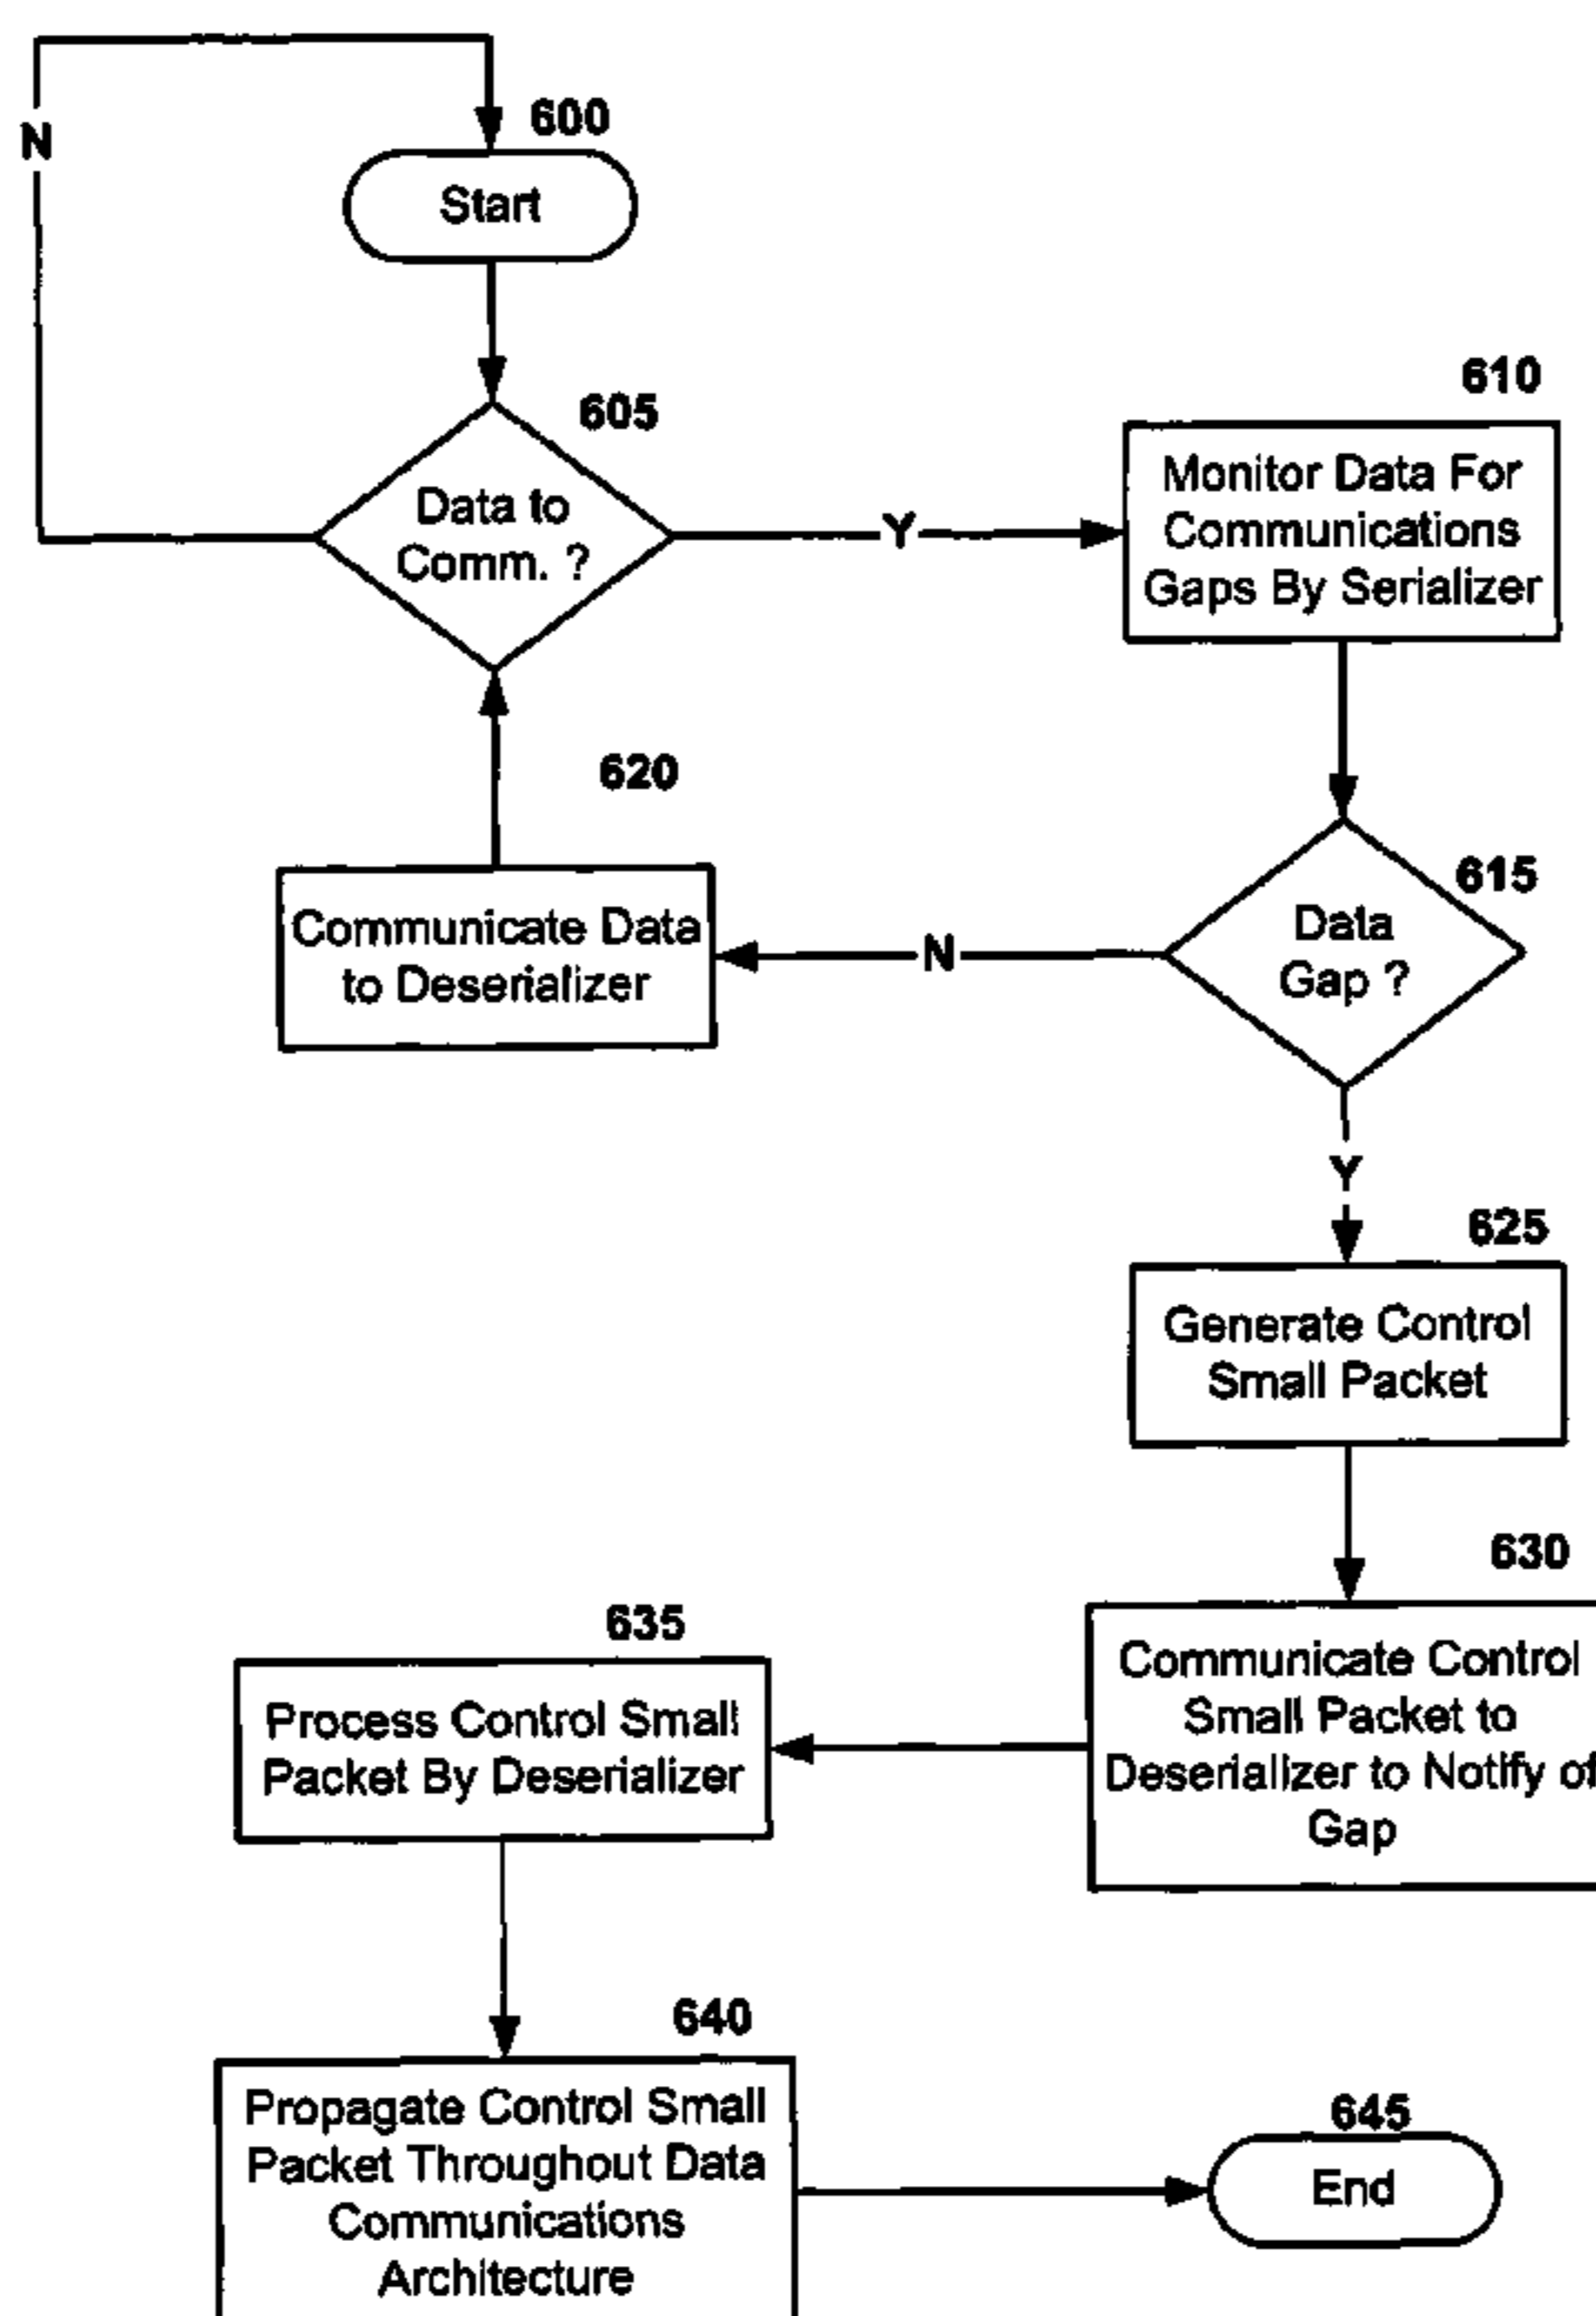 N
600
Start
605
Data to
Comm. ?
Y
610
Monitor Data For
Communications
Gaps By Serializer
615
Data
Gap ?
N
620
Communicate Data
to Deserializer
Y
625
Generate Control
Small Packet
630
Communicate Control
Small Packet to
Deserializer to Notify of
Gap
635
Process Control Small
Packet By Deserializer
640
Propagate Control Small
Packet Throughout Data
Communications
Architecture
645
End